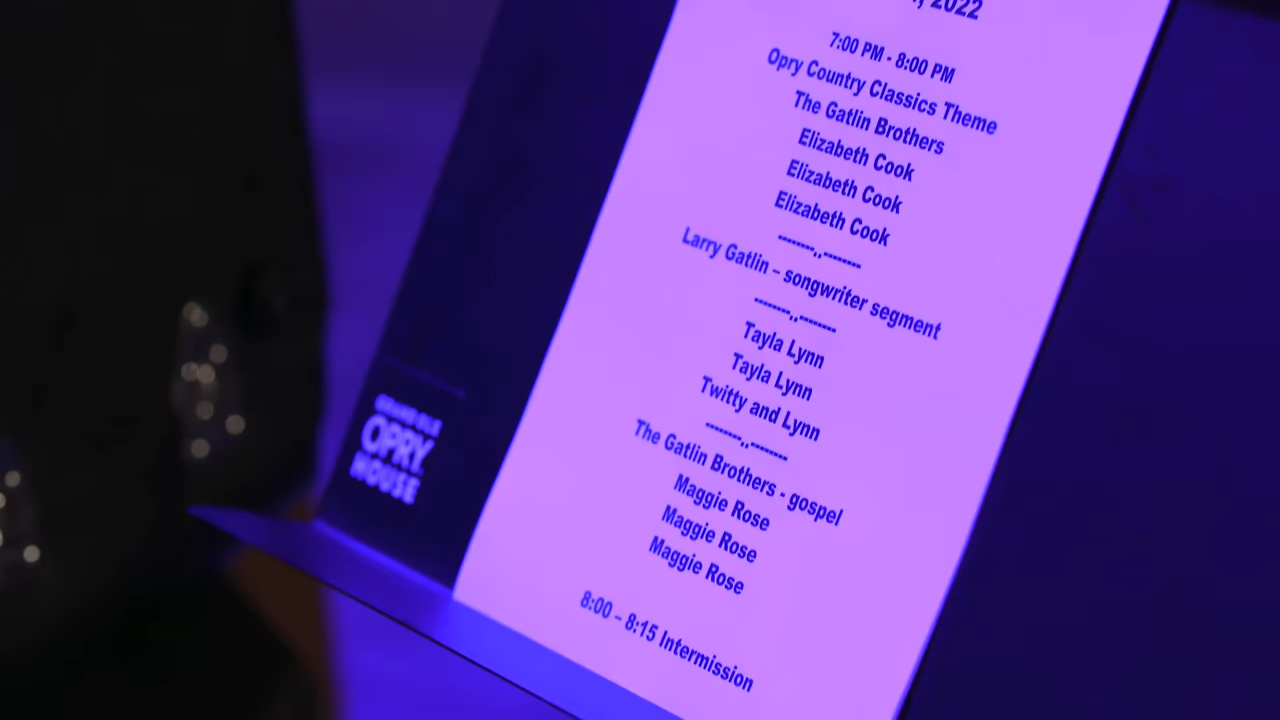 2022
7:00 PM - 8:00 PM
Opry Country Classics Theme
The Gatlin Brothers
Elizabeth Cook
Elizabeth Cook
Elizabeth Cook
--------,,--------
Larry Gatlin – songwriter segment
--------,,--------
Tayla Lynn
Tayla Lynn
Twitty and Lynn
--------,,--------
The Gatlin Brothers - gospel
Maggie Rose
Maggie Rose
Maggie Rose
8:00 – 8:15 Intermission
GRAND OLE
OPRY
HOUSE